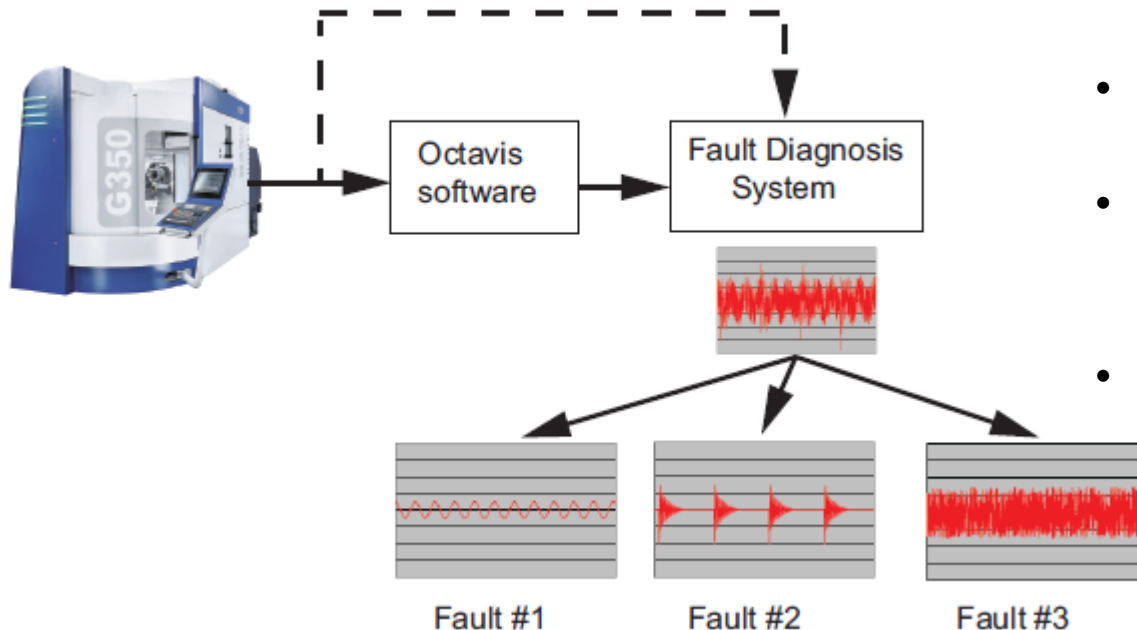 G350
Octavis
software
Fault Diagnosis
System
Fault #1
Fault #2
Fault #3